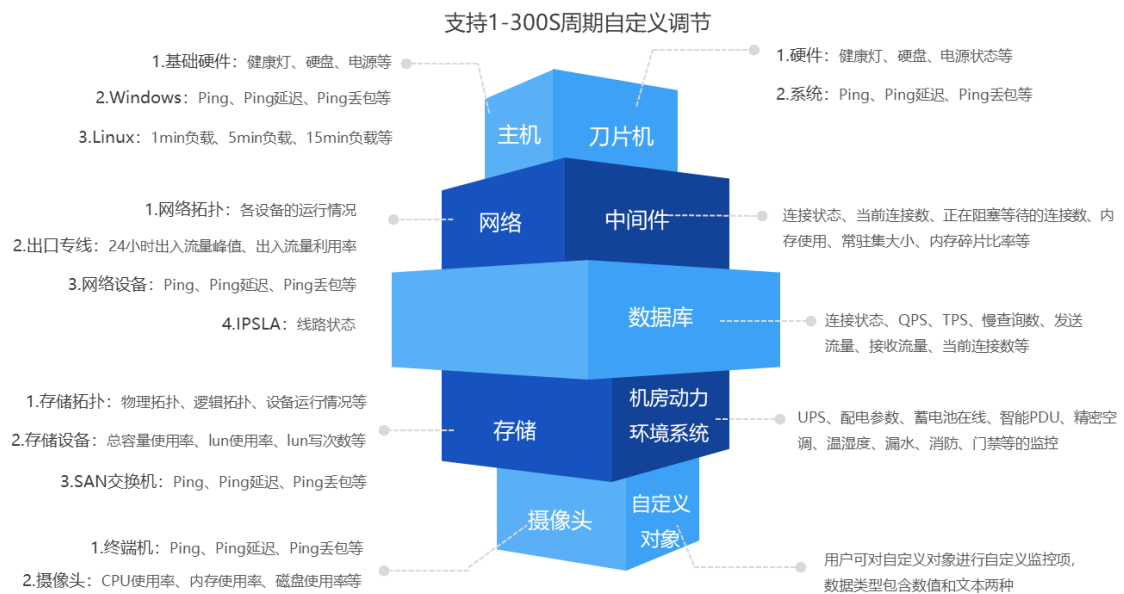 支持1-300S周期自定义调节
1.基础硬件：健康灯、硬盘、电源等
2.Windows：Ping、Ping延迟、Ping丢包等
3.Linux：1min负载、5min负载、15min负载等
1.硬件：健康灯、硬盘、电源状态等
2.系统：Ping、Ping延迟、Ping丢包等
主机
刀片机
1.网络拓扑：各设备的运行情况
2.出口专线：24小时出入流量峰值、出入流量利用率
3.网络设备：Ping、Ping延迟、Ping丢包等
4.IPSLA：线路状态
网络
中间件
连接状态、当前连接数、正在阻塞等待的连接数、内
存使用、常驻集大小、内存碎片比率等
数据库
连接状态、QPS、TPS、慢查询数、发送
流量、接收流量、当前连接数等
1.存储拓扑：物理拓扑、逻辑拓扑、设备运行情况等
2.存储设备：总容量使用率、lun使用率、lun写次数等
3.SAN交换机：Ping、Ping延迟、Ping丢包等
存储
机房动力
环境系统
UPS、配电参数、蓄电池在线、智能PDU、精密空
调、温湿度、漏水、消防、门禁等的监控
1.终端机：Ping、Ping延迟、Ping丢包等
2.摄像头：CPU使用率、内存使用率、磁盘使用率等
摄像头
自定义
对象
用户可对自定义对象进行自定义监控项,
数据类型包含数值和文本两种